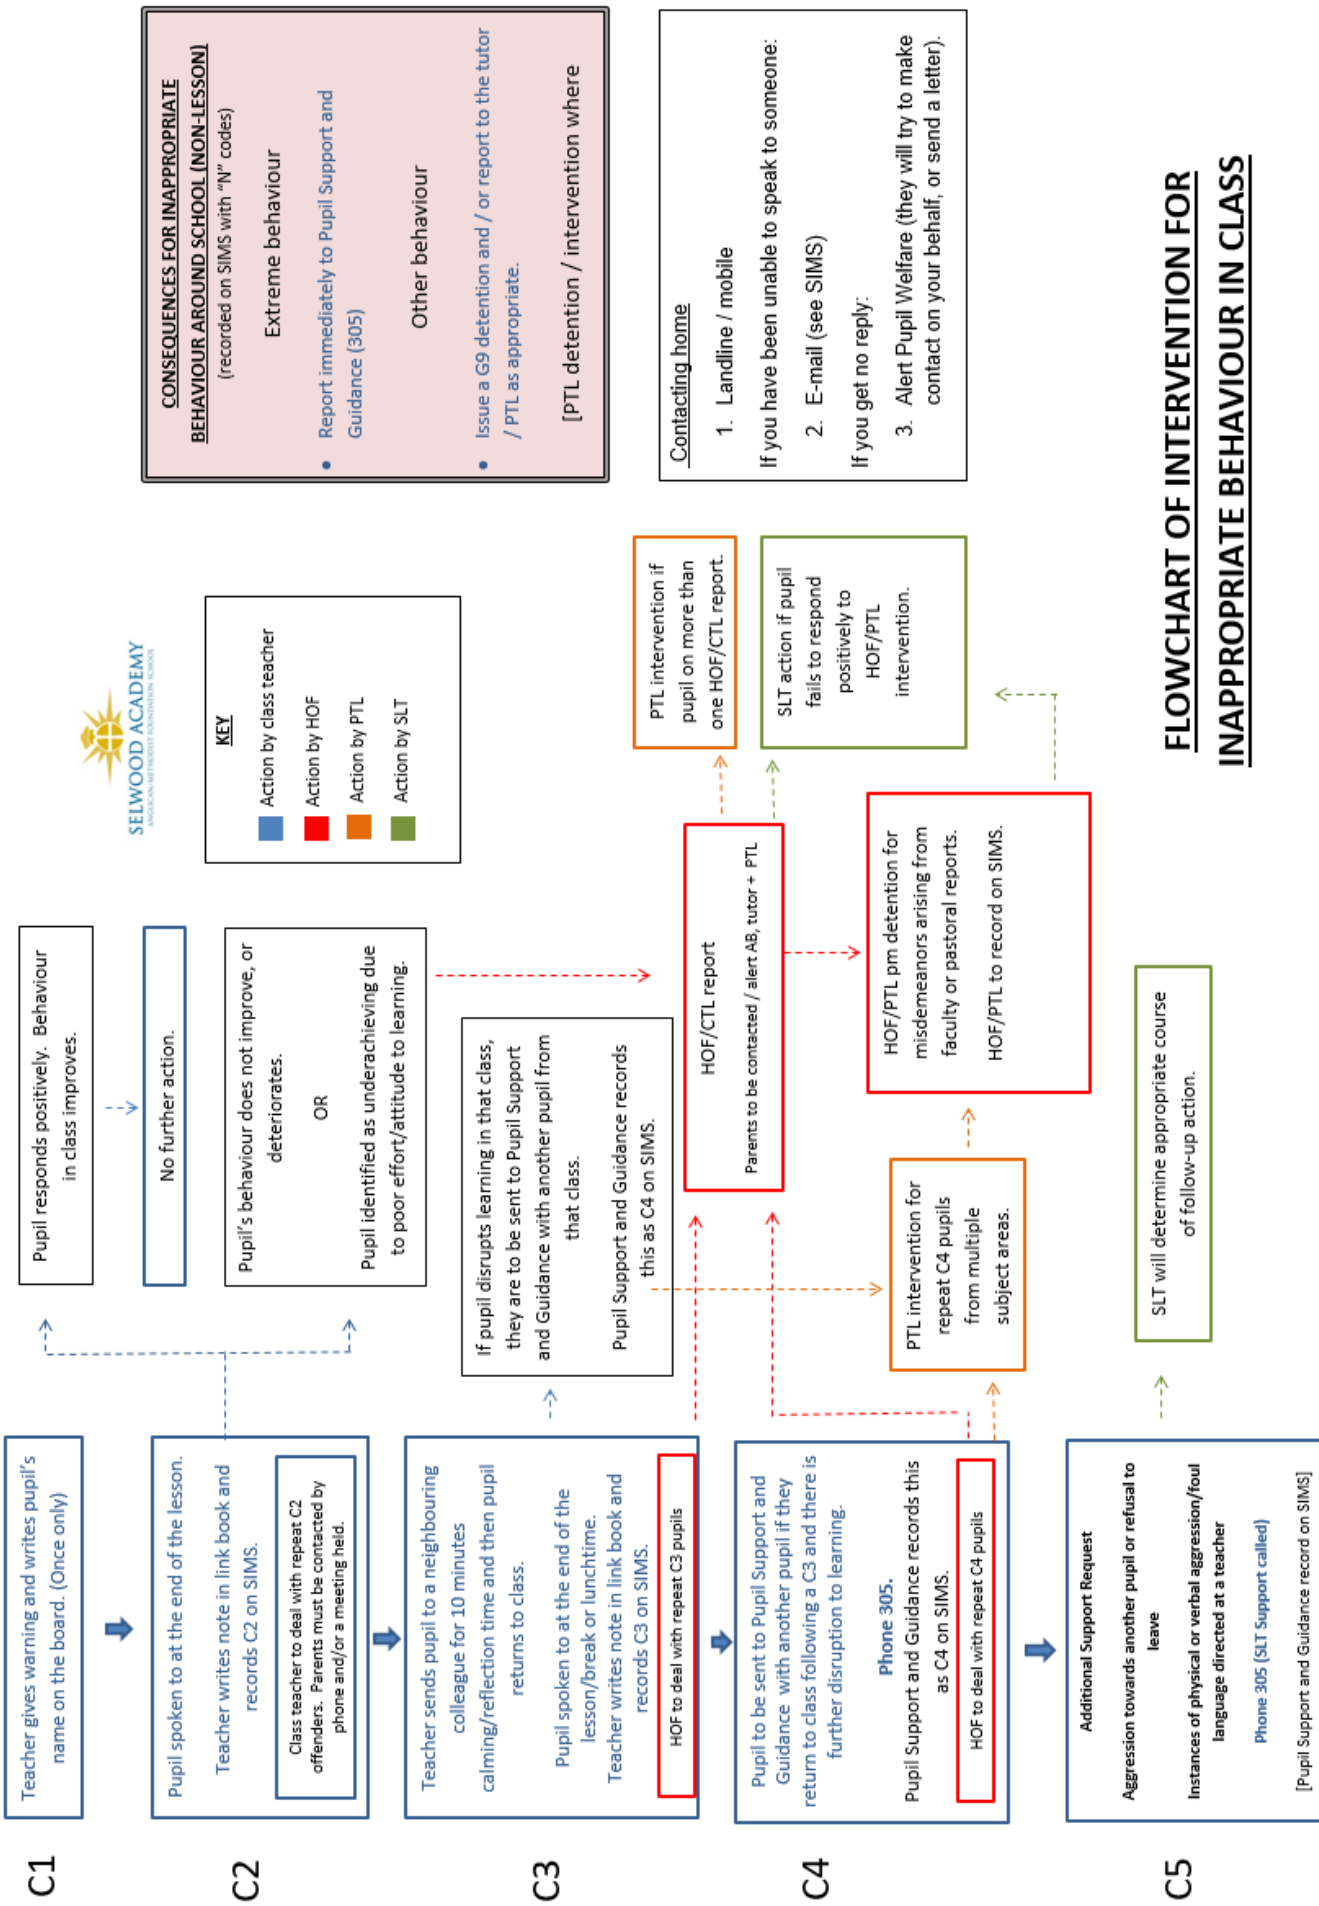 C1
Teacher gives warning and writes pupil's
name on the board. (Once only)
Pupil responds positively.  Behaviour
in class improves.
No further action.
C2
Pupil spoken to at the end of the lesson.
Teacher writes note in link book and
records C2 on SIMS.
Class teacher to deal with repeat C2
offenders.  Parents must be contacted by
phone and/or a meeting held.
Pupil's behaviour does not improve, or
deteriorates.
OR
Pupil identified as underachieving due
to poor effort/attitude to learning.
C3
Teacher sends pupil to a neighbouring
colleague for 10 minutes
calming/reflection time and then pupil
returns to class.
Pupil spoken to at the end of the
lesson/break or lunchtime.
Teacher writes note in link book and
records C3 on SIMS.
HOF to deal with repeat C3 pupils
If pupil disrupts learning in that class,
they are to be sent to Pupil Support
and Guidance with another pupil from
that class.
Pupil Support and Guidance records
this as C4 on SIMS.
C4
Pupil to be sent to Pupil Support and
Guidance  with another pupil if they
return to class following a C3 and there is
further disruption to learning.
Phone 305.
Pupil Support and Guidance records this
as C4 on SIMS.
HOF to deal with repeat C4 pupils
PTL intervention for
repeat C4 pupils
from multiple
subject areas.
HOF/CTL report
Parents to be contacted / alert AB, tutor + PTL
HOF/PTL pm detention for
misdemeanors arising from
faculty or pastoral reports.
HOF/PTL to record on SIMS.
PTL intervention if
pupil on more than
one HOF/CTL report.
SLT action if pupil
fails to respond
positively to
HOF/PTL
intervention.
C5
Additional Support Request
Aggression towards another pupil or refusal to
leave
Instances of physical or verbal aggression/foul
language directed at a teacher
Phone 305 (SLT Support called)
[Pupil Support and Guidance record on SIMS]
SLT will determine appropriate course
of follow-up action.
SELWOOD ACADEMY
ANGLICAN/METHODIST FOUNDATION SCHOOL
KEY
Action by class teacher
Action by HOF
Action by PTL
Action by SLT
CONSEQUENCES FOR INAPPROPRIATE
BEHAVIOUR AROUND SCHOOL (NON-LESSON)
(recorded on SIMS with "N" codes)
Extreme behaviour
• Report immediately to Pupil Support and
Guidance (305)
Other behaviour
• Issue a G9 detention and / or report to the tutor
/ PTL as appropriate.
[PTL detention / intervention where
Contacting home
1. Landline / mobile
If you have been unable to speak to someone:
2. E-mail (see SIMS)
If you get no reply:
3. Alert Pupil Welfare (they will try to make
contact on your behalf, or send a letter).
FLOWCHART OF INTERVENTION FOR
INAPPROPRIATE BEHAVIOUR IN CLASS